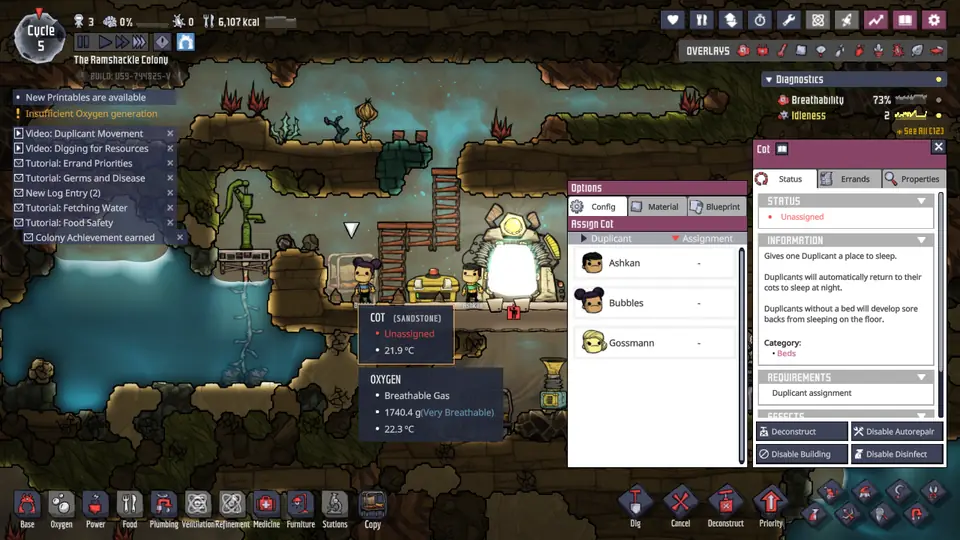 Cycle
5
3
0%
0
6,107 kcal
The Ramshackle Colony
BUILD: U59-744825-V
New Printables are available
Insufficient Oxygen generation
Video: Duplicant Movement
Video: Digging for Resources
Tutorial: Errand Priorities
Tutorial: Germs and Disease
New Log Entry (2)
Tutorial: Fetching Water
Tutorial: Food Safety
Colony Achievement earned
OVERLAYS
Diagnostics
Breathability 73%
Idleness 2
See All (12)
COT (SANDSTONE)
Unassigned
21.9 °C
OXYGEN
Breathable Gas
1740.4 g(Very Breathable)
22.3 °C
Options
Config Material Blueprint
Assign Cot
Duplicant Assignment
Ashkan -
Bubbles -
Gossmann -
Cot
Status Errands Properties
STATUS
Unassigned
INFORMATION
Gives one Duplicant a place to sleep.
Duplicants will automatically return to their
cots to sleep at night.
Duplicants without a bed will develop sore
backs from sleeping on the floor.
Category:
Beds
REQUIREMENTS
Duplicant assignment
EFFECTS
Deconstruct Disable Autorepair
Disable Building Disable Disinfect
Base Oxygen Power Food Plumbing Ventilation Refinement Medicine Furniture Stations Copy
Dig Cancel Deconstruct Priority